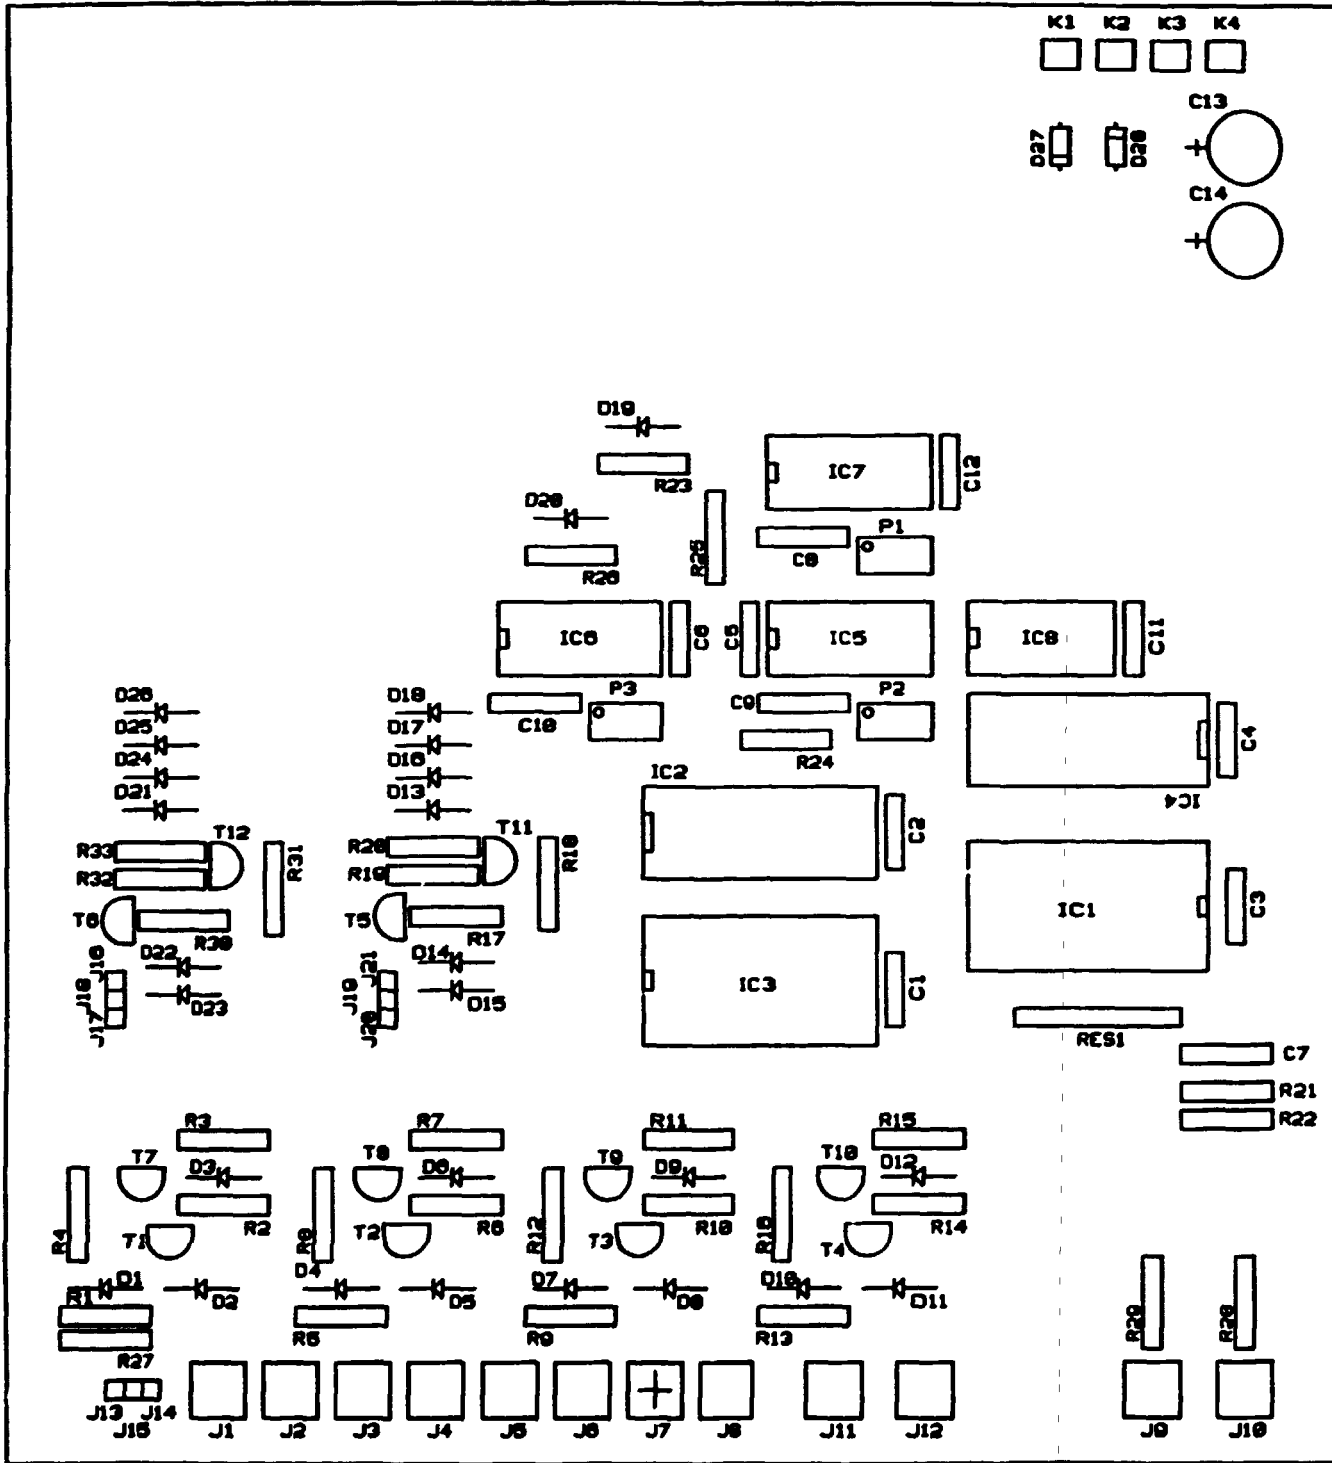 K1 K2 K3 K4
C13
D27 D28
C14
D19
IC7 C12
R23
D20
P1
R25
C8
R26
IC6 C6 C5 IC5 IC8 C11
D26 D18 P3 C9 P2
D25 D17 C10 C4
D24 D16 R24
IC2
D21 D13 IC4
T12 T11 C2
R33 R31 R20 R18
R32 R19
T6 T5 IC1 C3
R30 R17
D22 D14
J16 J21
J18 D23 J19 D15 IC3 C1
J17 J20
RES1
C7
R21
R3 R7 R11 R15 R22
T7 D3 T8 D6 T9 D9 T10 D12
R2 R6 R10 R14
R4 T1 R8 T2 R12 T3 R16 T4
D1 D4 D7 D10
R1 D2 D5 D8 D11
R5 R9 R13 R29 R28
R27
J13 J14
J15 J1 J2 J3 J4 J5 J6 J7 J8 J11 J12 J9 J10